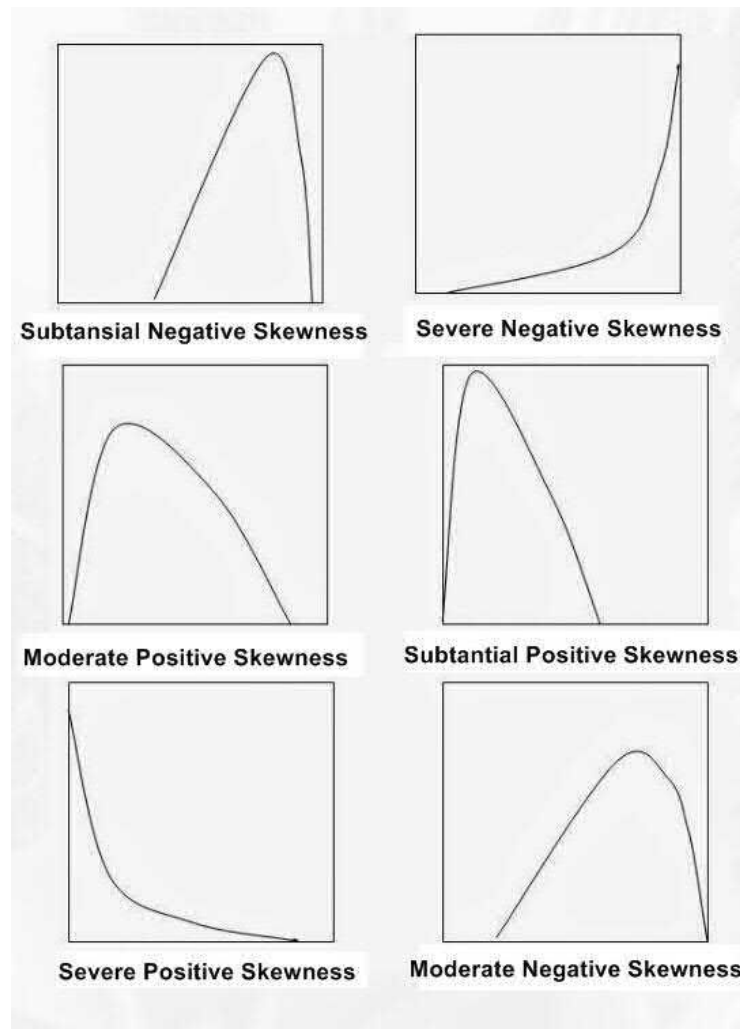 Subtansial Negative Skewness
Severe Negative Skewness
Moderate Positive Skewness
Subtantial Positive Skewness
Severe Positive Skewness
Moderate Negative Skewness